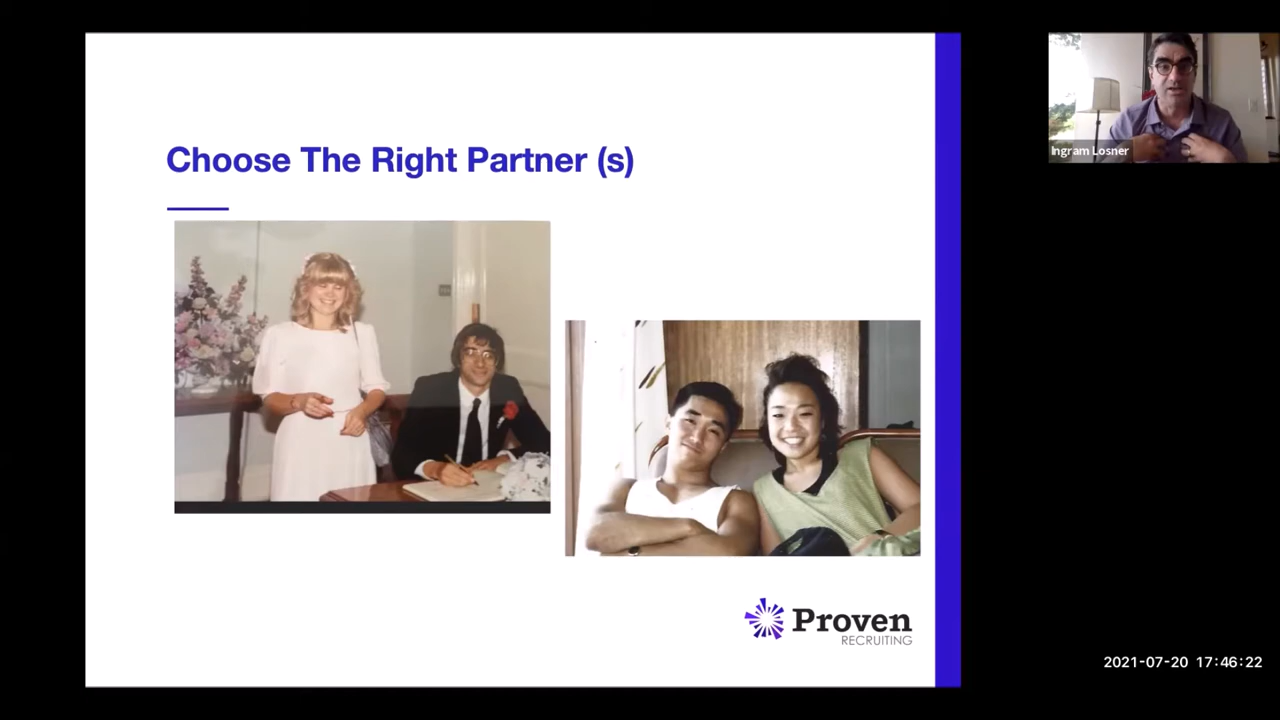 Choose The Right Partner (s)
Proven
RECRUITING
Ingram Losner
2021-07-20 17:46:22